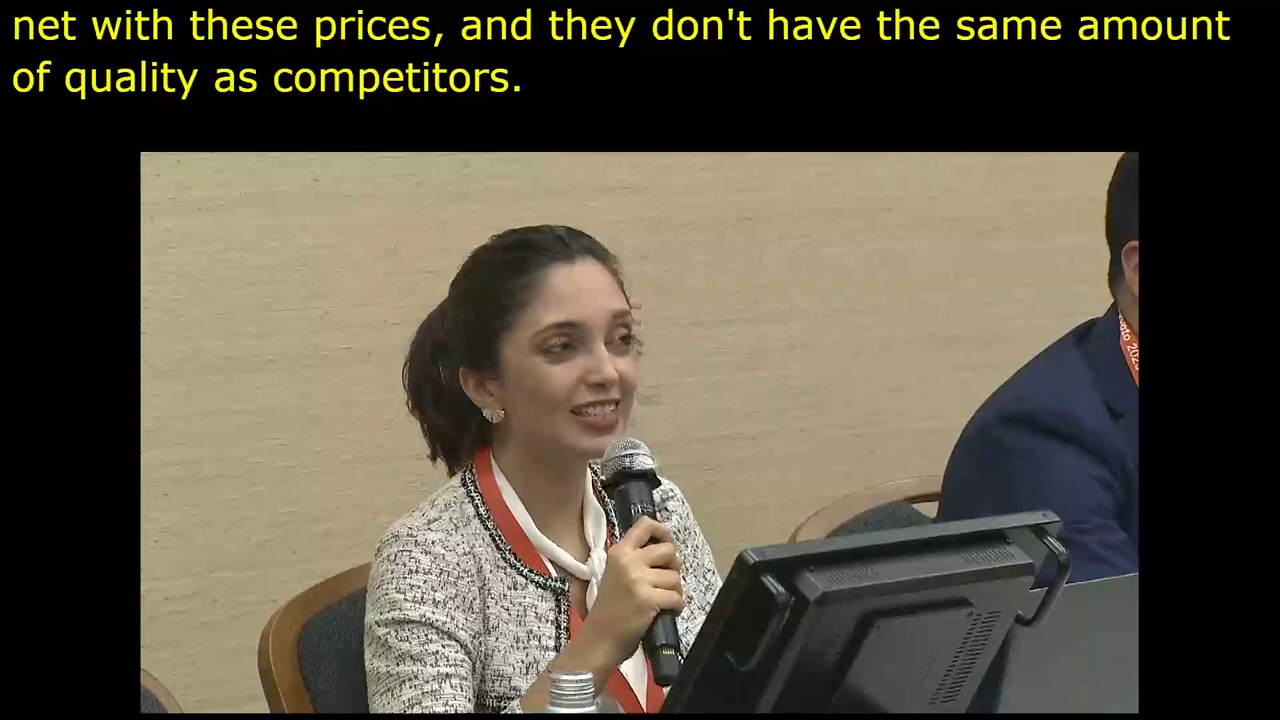 net with these prices, and they don't have the same amount
of quality as competitors.